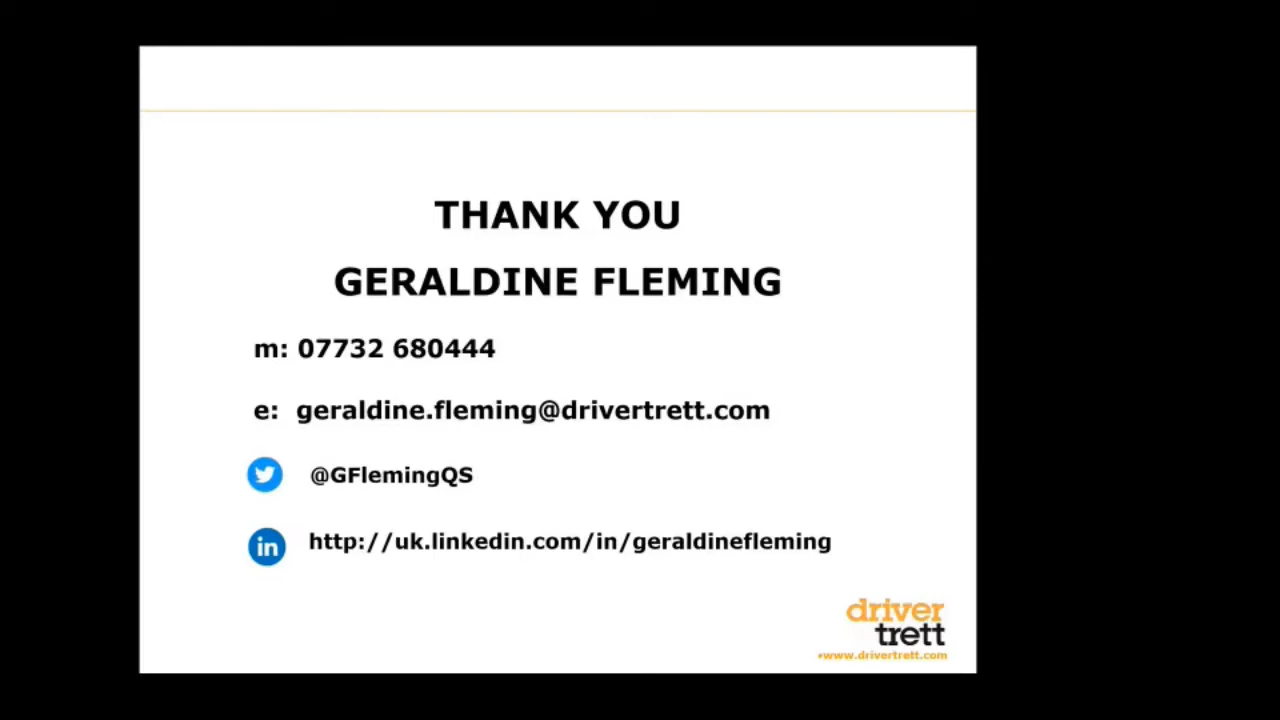 THANK YOU
GERALDINE FLEMING
m: 07732 680444
e: geraldine.fleming@drivertrett.com
@GFlemingQS
in http://uk.linkedin.com/in/geraldinefleming
driver
trett
•www.drivertrett.com